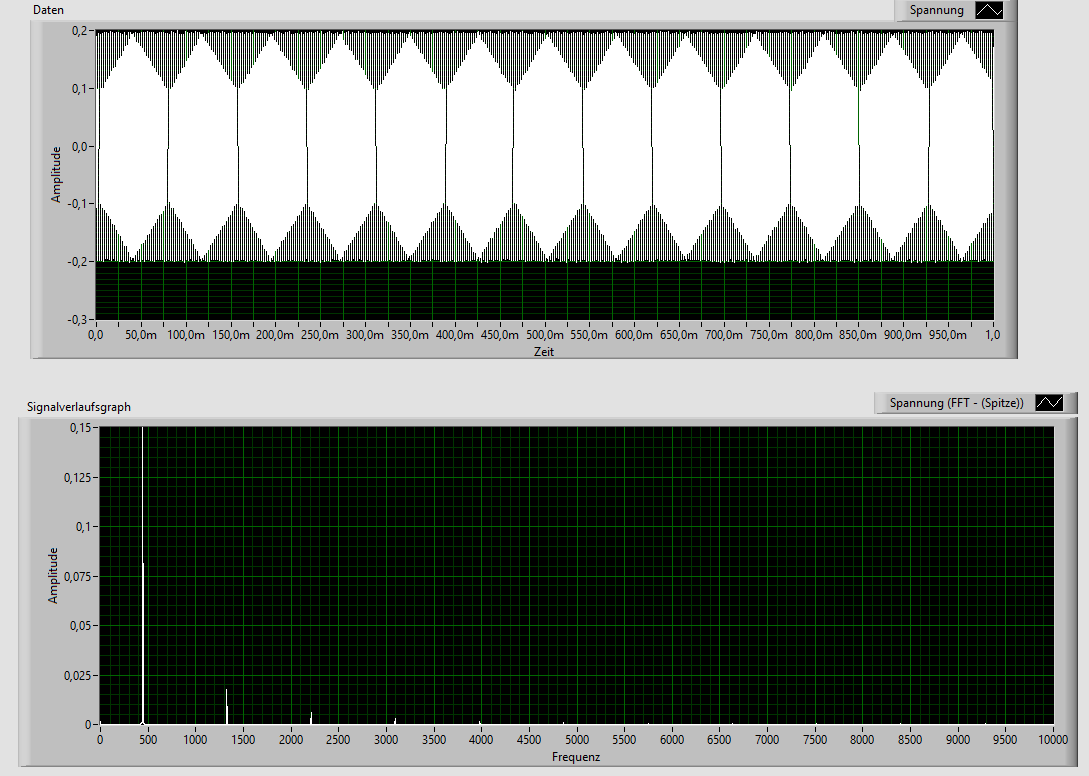 Daten
Spannung
0,2
0,1
0,0
-0,1
-0,2
-0,3
Amplitude
0,0 50,0m 100,0m 150,0m 200,0m 250,0m 300,0m 350,0m 400,0m 450,0m 500,0m 550,0m 600,0m 650,0m 700,0m 750,0m 800,0m 850,0m 900,0m 950,0m 1,0
Zeit
Spannung (FFT - (Spitze))
Signalverlaufsgraph
0,15
0,125
0,1
0,075
0,05
0,025
0
Amplitude
0 500 1000 1500 2000 2500 3000 3500 4000 4500 5000 5500 6000 6500 7000 7500 8000 8500 9000 9500 10000
Frequenz